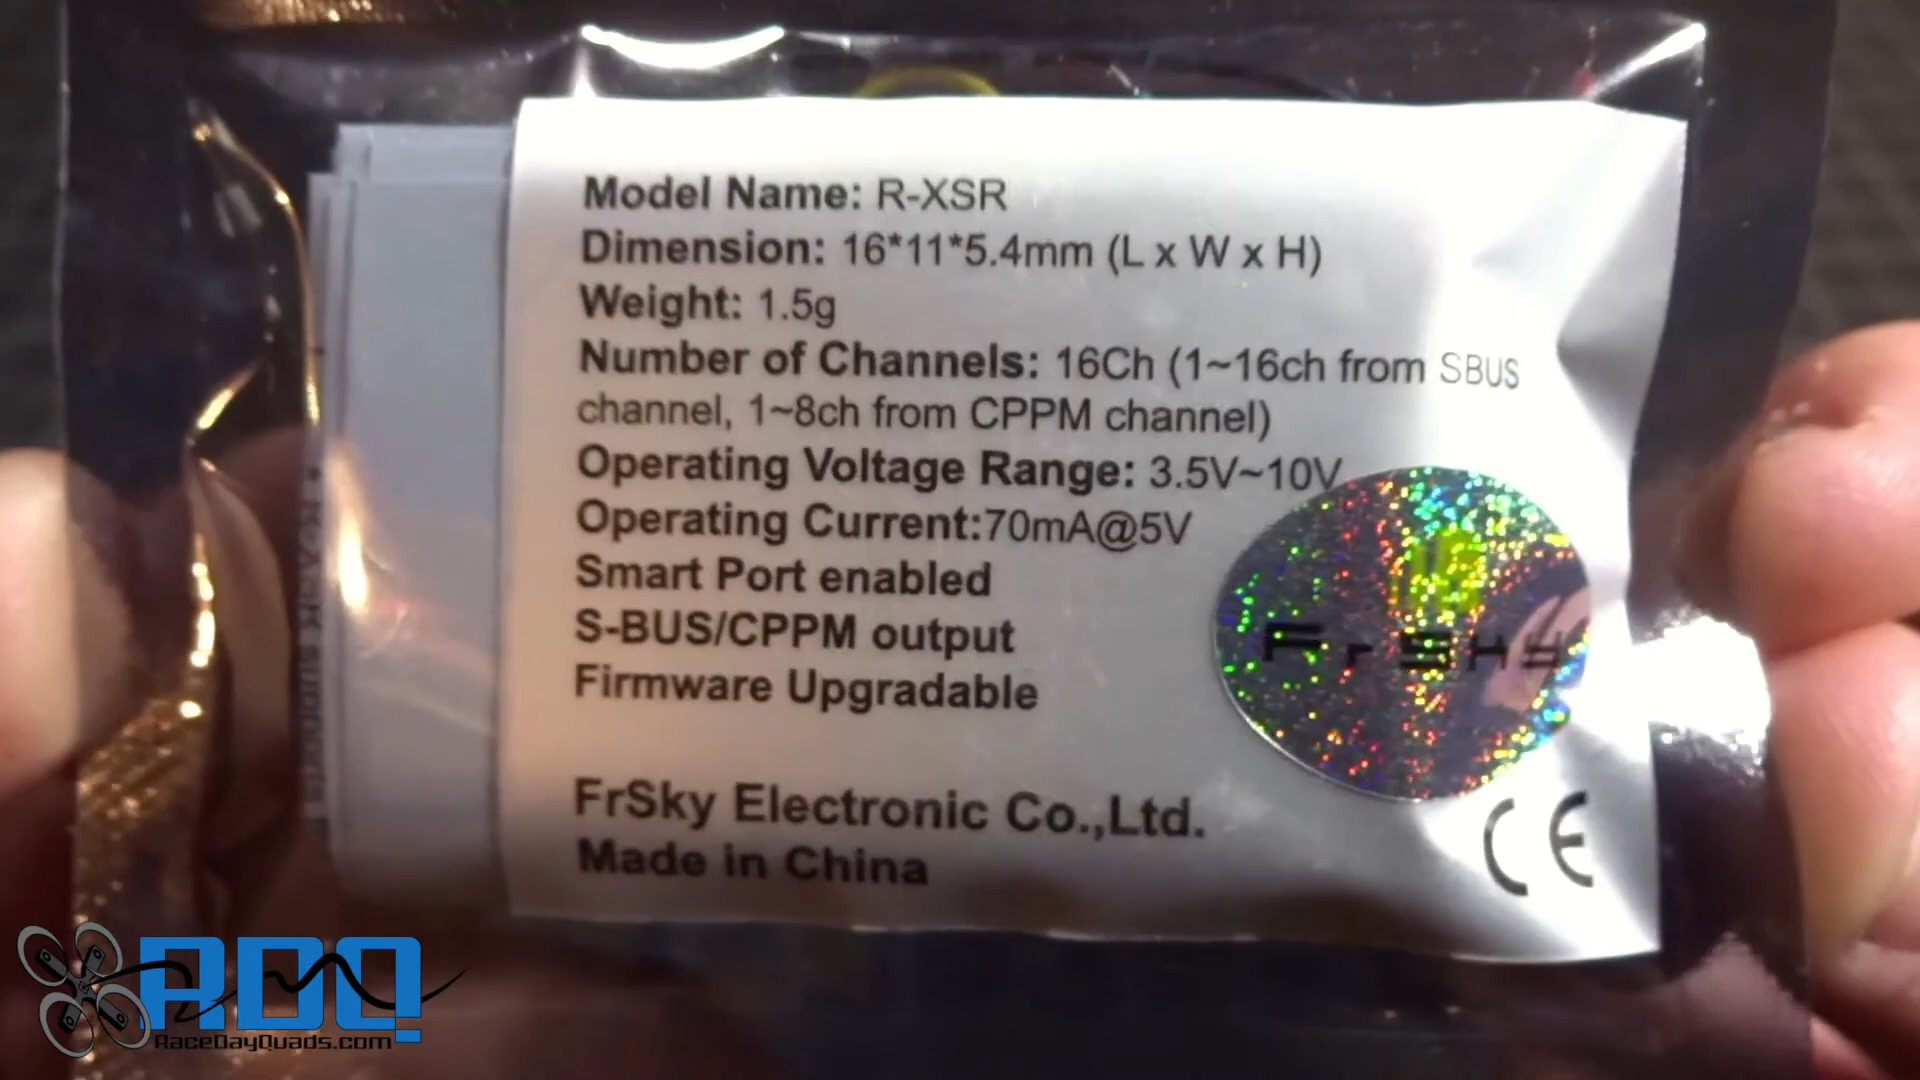 Model Name: R-XSR
Dimension: 16*11*5.4mm (L x W x H)
Weight: 1.5g
Number of Channels: 16Ch (1~16ch from SBUS
channel, 1~8ch from CPPM channel)
Operating Voltage Range: 3.5V~10V
Operating Current:70mA@5V
Smart Port enabled
S-BUS/CPPM output
Firmware Upgradable
FrSky
FrSky Electronic Co.,Ltd.
Made in China
CE
RDQ
RaceDayQuads.com